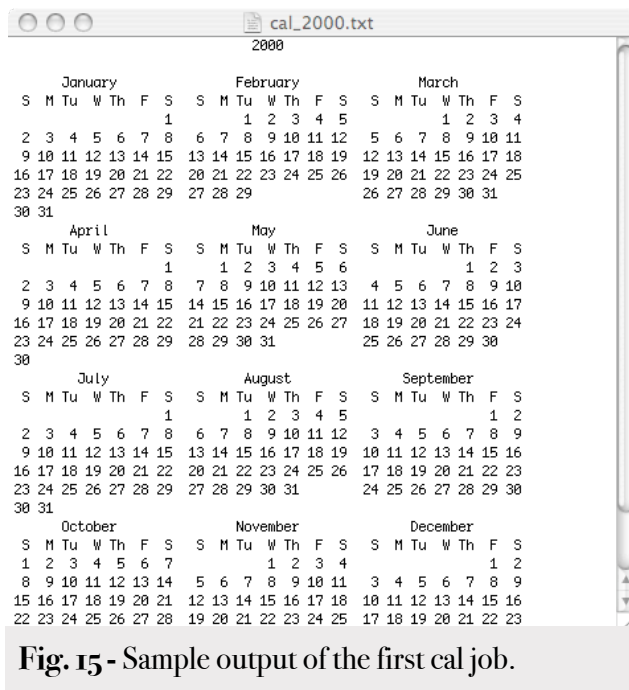 cal_2000.txt
2000
January February March
S M Tu W Th F S S M Tu W Th F S S M Tu W Th F S
1 1 2 3 4 5 1 2 3 4
2 3 4 5 6 7 8 6 7 8 9 10 11 12 5 6 7 8 9 10 11
9 10 11 12 13 14 15 13 14 15 16 17 18 19 12 13 14 15 16 17 18
16 17 18 19 20 21 22 20 21 22 23 24 25 26 19 20 21 22 23 24 25
23 24 25 26 27 28 29 27 28 29 26 27 28 29 30 31
30 31
April May June
S M Tu W Th F S S M Tu W Th F S S M Tu W Th F S
1 1 2 3 4 5 6 1 2 3
2 3 4 5 6 7 8 7 8 9 10 11 12 13 4 5 6 7 8 9 10
9 10 11 12 13 14 15 14 15 16 17 18 19 20 11 12 13 14 15 16 17
16 17 18 19 20 21 22 21 22 23 24 25 26 27 18 19 20 21 22 23 24
23 24 25 26 27 28 29 28 29 30 31 25 26 27 28 29 30
30
July August September
S M Tu W Th F S S M Tu W Th F S S M Tu W Th F S
1 1 2 3 4 5 1 2
2 3 4 5 6 7 8 6 7 8 9 10 11 12 3 4 5 6 7 8 9
9 10 11 12 13 14 15 13 14 15 16 17 18 19 10 11 12 13 14 15 16
16 17 18 19 20 21 22 20 21 22 23 24 25 26 17 18 19 20 21 22 23
23 24 25 26 27 28 29 27 28 29 30 31 24 25 26 27 28 29 30
30 31
October November December
S M Tu W Th F S S M Tu W Th F S S M Tu W Th F S
1 2 3 4 5 6 7 1 2 3 4 1 2
8 9 10 11 12 13 14 5 6 7 8 9 10 11 3 4 5 6 7 8 9
15 16 17 18 19 20 21 12 13 14 15 16 17 18 10 11 12 13 14 15 16
22 23 24 25 26 27 28 19 20 21 22 23 24 25 17 18 19 20 21 22 23
Fig. 15 - Sample output of the first cal job.